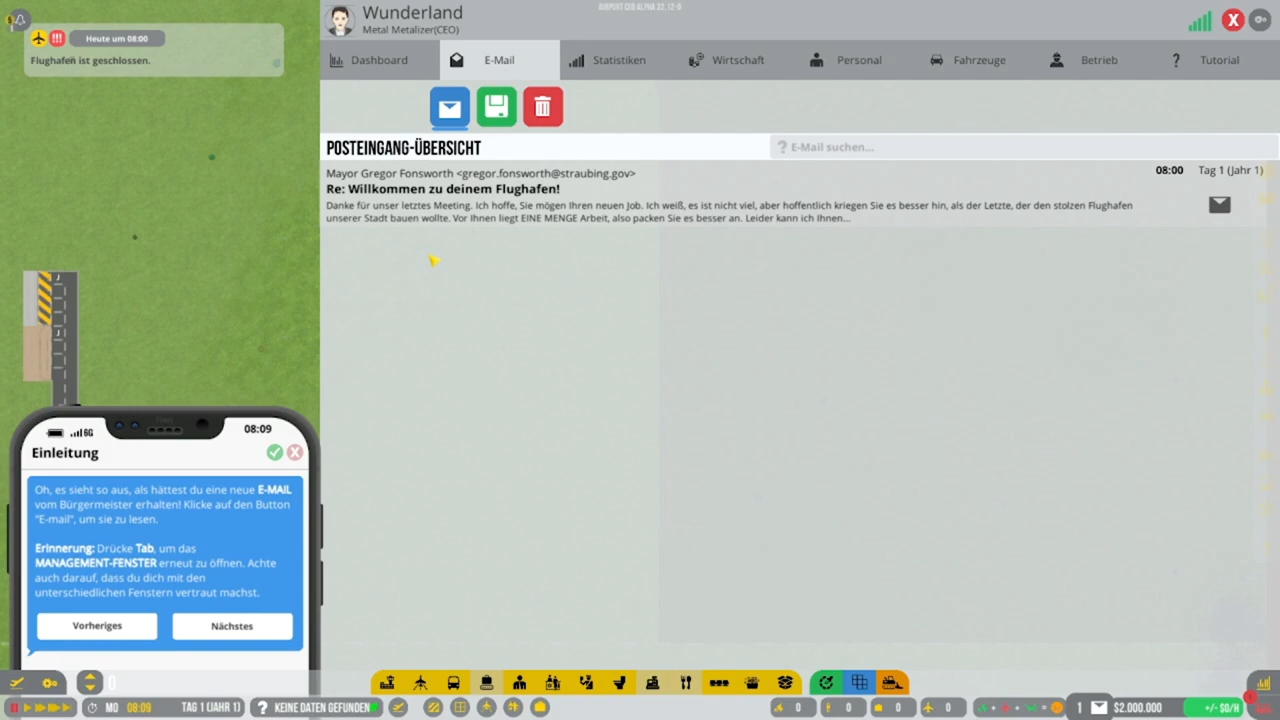 AIRPORT CEO ALPHA 32.12-0
Wunderland
Metal Metalizer(CEO)
Heute um 08:00
Flughafen ist geschlossen.
Dashboard
E-Mail
Statistiken
Wirtschaft
Personal
Fahrzeuge
Betrieb
Tutorial
POSTEINGANG-ÜBERSICHT
E-Mail suchen...
Mayor Gregor Fonsworth <gregor.fonsworth@straubing.gov>
08:00 Tag 1 (Jahr 1)
Re: Willkommen zu deinem Flughafen!
Danke für unser letztes Meeting. Ich hoffe, Sie mögen Ihren neuen Job. Ich weiß, es ist nicht viel, aber hoffentlich kriegen Sie es besser hin, als der Letzte, der den stolzen Flughafen
unserer Stadt bauen wollte. Vor Ihnen liegt EINE MENGE Arbeit, also packen Sie es besser an. Leider kann ich Ihnen...
6G
08:09
Einleitung
Oh, es sieht so aus, als hättest du eine neue E-MAIL
vom Bürgermeister erhalten! Klicke auf den Button
"E-mail", um sie zu lesen.
Erinnerung: Drücke Tab, um das
MANAGEMENT-FENSTER erneut zu öffnen. Achte
auch darauf, dass du dich mit den
unterschiedlichen Fenstern vertraut machst.
Vorheriges
Nächstes
0
MO 08:09
TAG 1 (JAHR 1)
? KEINE DATEN GEFUNDEN
0
0
0
0
1
$2.000.000
+/- $0/H